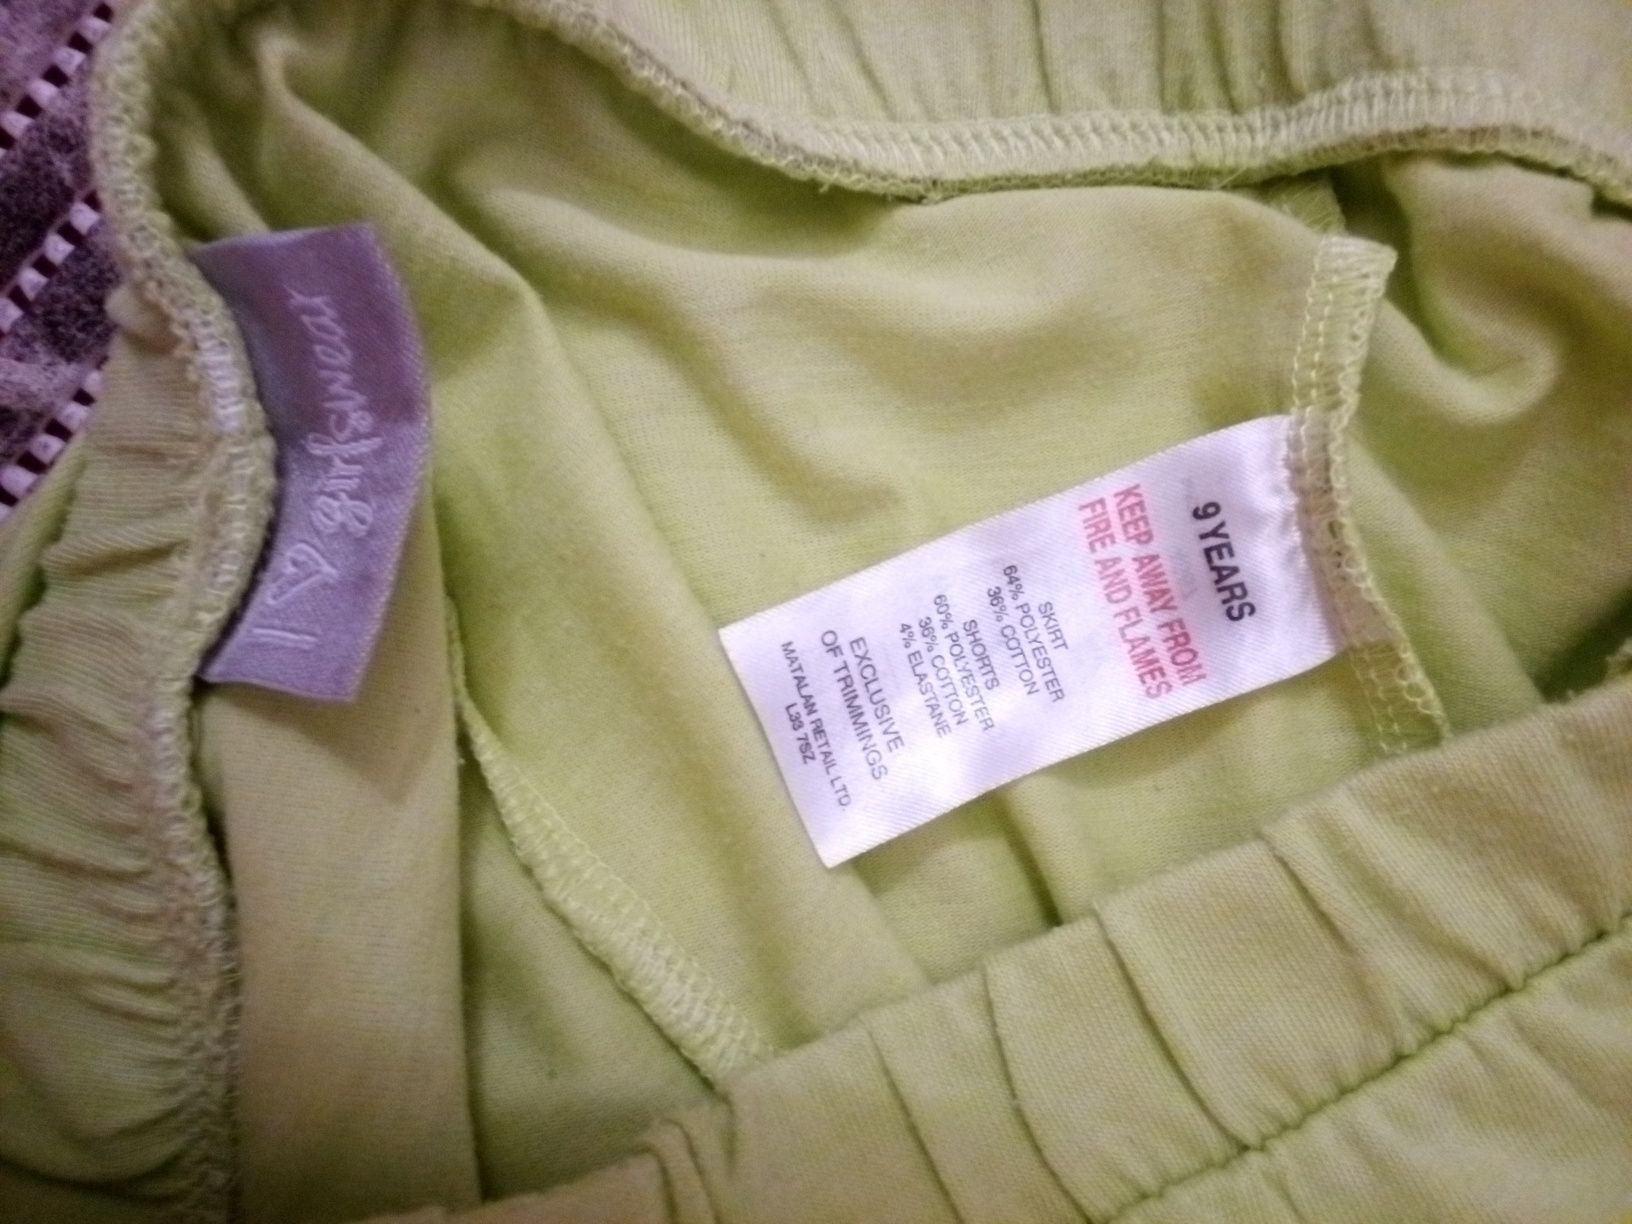 I ♡ girlswear
9 YEARS
KEEP AWAY FROM
FIRE AND FLAMES
SKIRT
64% POLYESTER
36% COTTON
SHORTS
60% POLYESTER
36% COTTON
4% ELASTANE
EXCLUSIVE
OF TRIMMINGS
MATALAN RETAIL LTD.
L33 7SZ